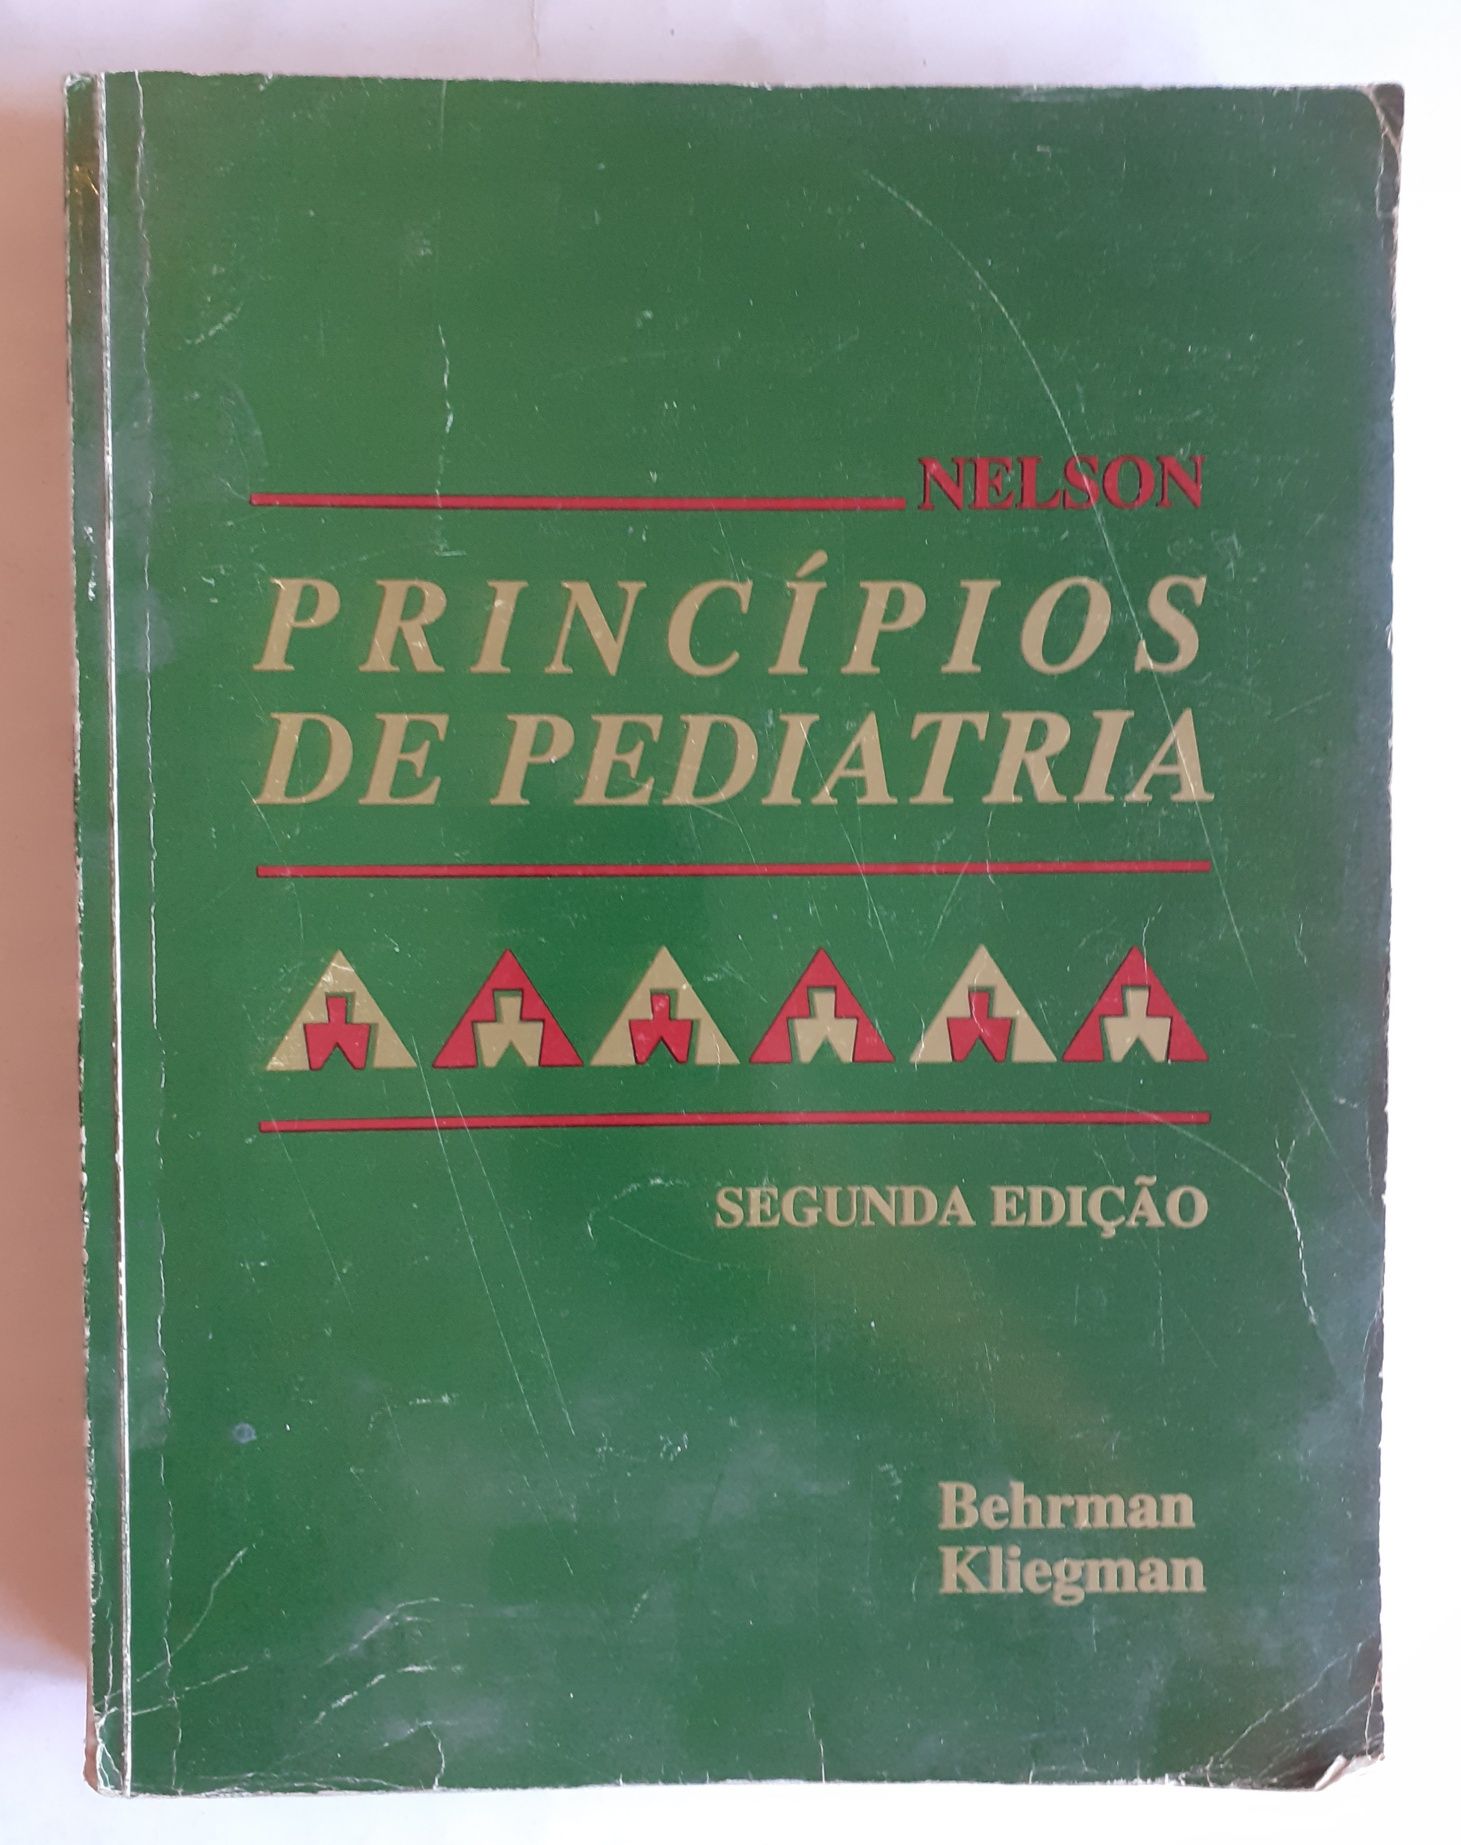 NELSON
PRINCÍPIOS
DE PEDIATRIA
SEGUNDA EDIÇÃO
Behrman
Kliegman